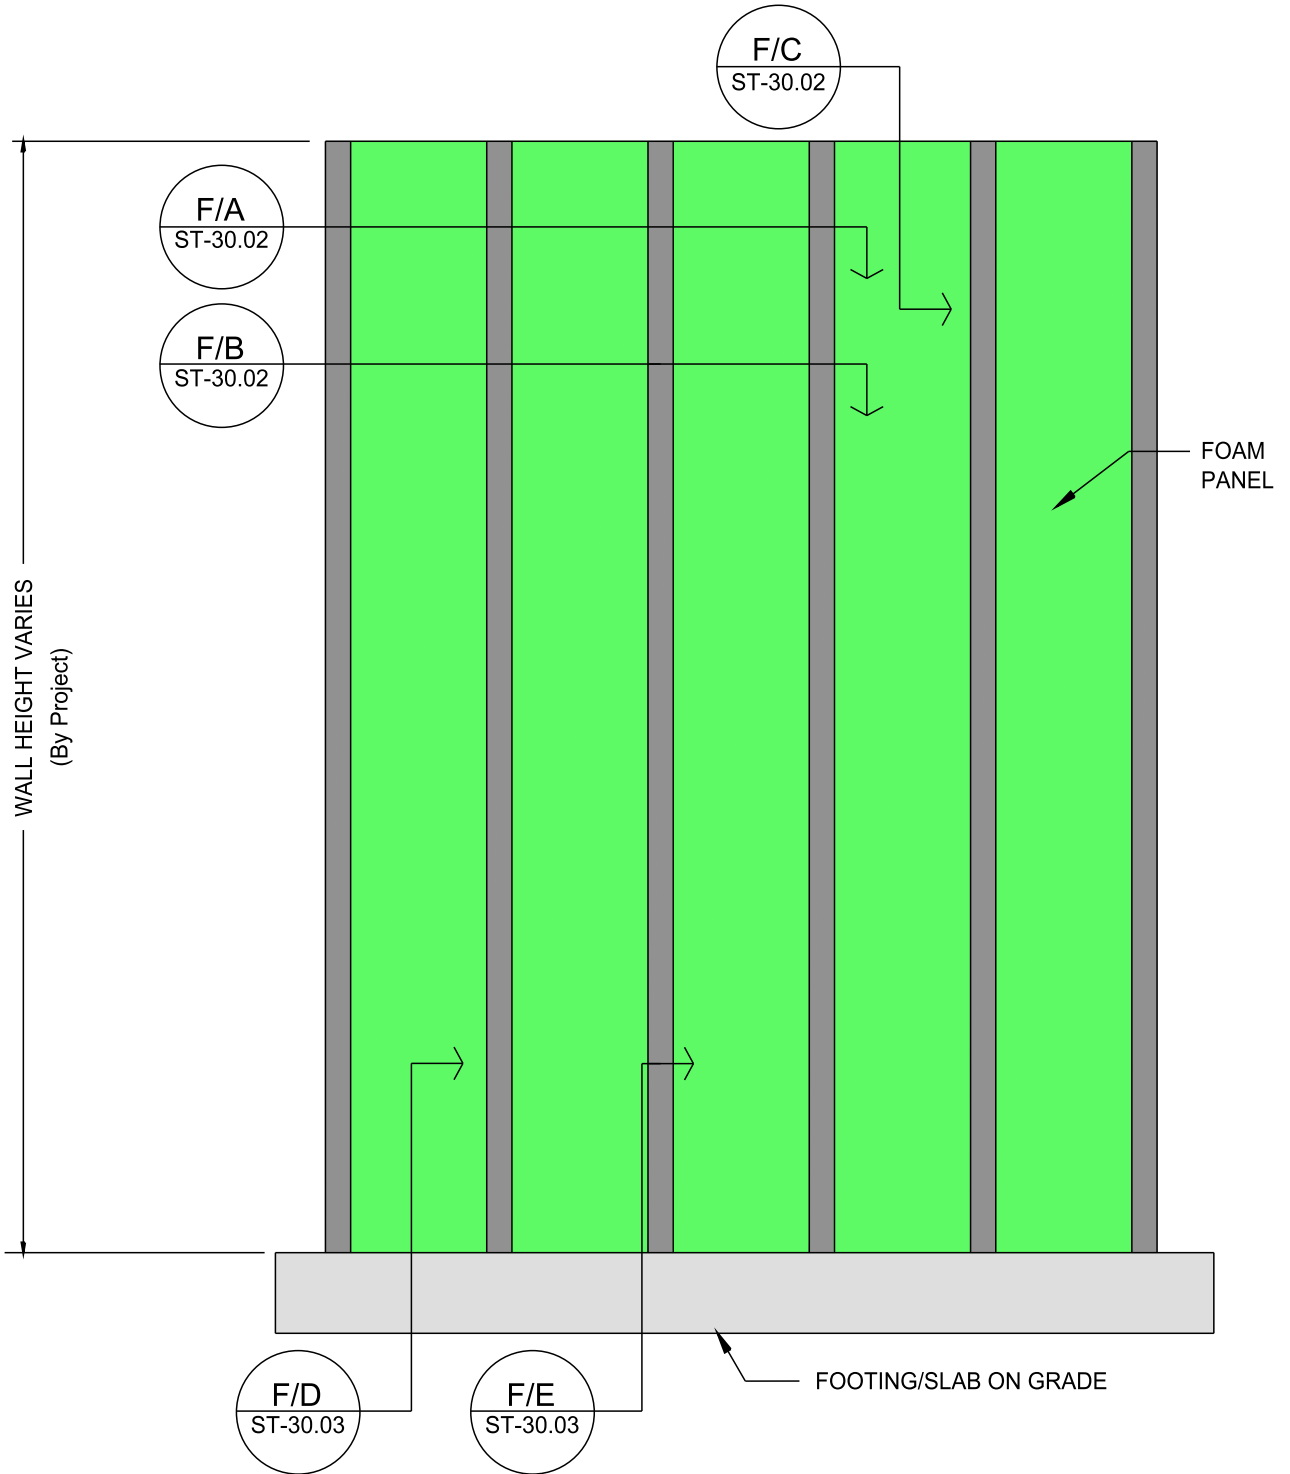 F/C
ST-30.02
F/A
ST-30.02
F/B
ST-30.02
FOAM
PANEL
WALL HEIGHT VARIES
(By Project)
FOOTING/SLAB ON GRADE
F/D
ST-30.03
F/E
ST-30.03